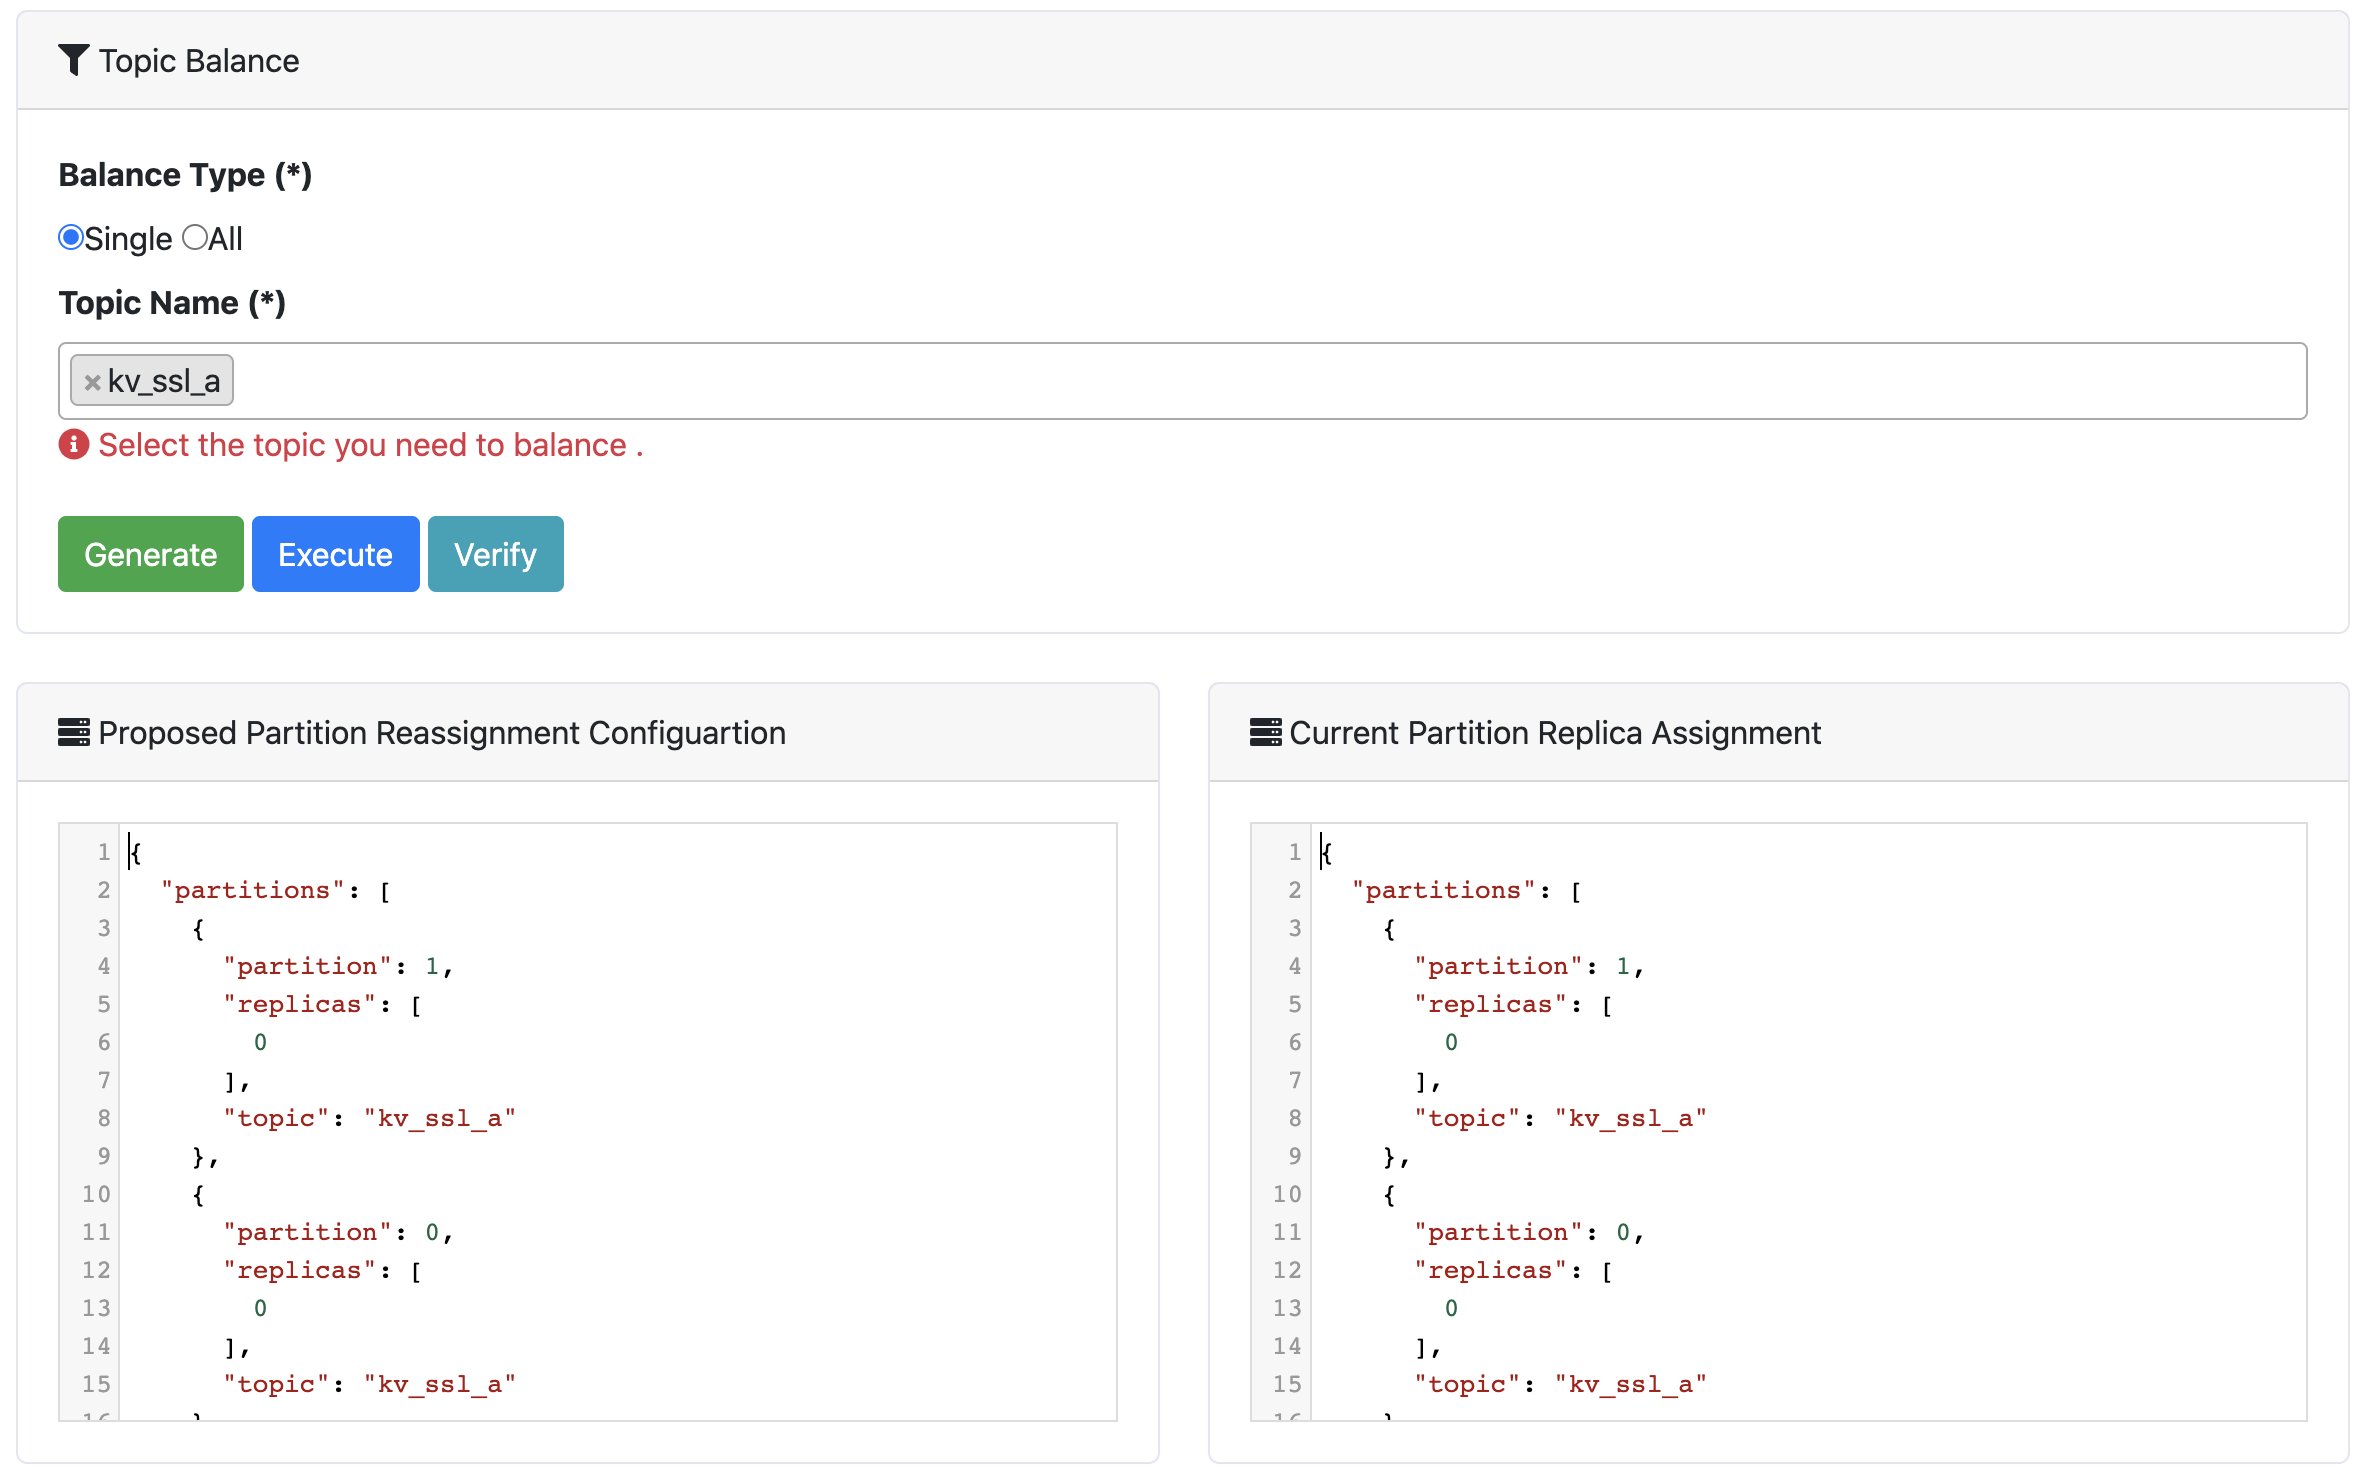 Topic Balance
Balance Type (*)
Single All
Topic Name (*)
×kv_ssl_a
Select the topic you need to balance .
Generate Execute Verify
Proposed Partition Reassignment Configuartion
1 {
2 "partitions": [
3 {
4 "partition": 1,
5 "replicas": [
6 0
7 ],
8 "topic": "kv_ssl_a"
9 },
10 {
11 "partition": 0,
12 "replicas": [
13 0
14 ],
15 "topic": "kv_ssl_a"
16 }
Current Partition Replica Assignment
1 {
2 "partitions": [
3 {
4 "partition": 1,
5 "replicas": [
6 0
7 ],
8 "topic": "kv_ssl_a"
9 },
10 {
11 "partition": 0,
12 "replicas": [
13 0
14 ],
15 "topic": "kv_ssl_a"
16 }